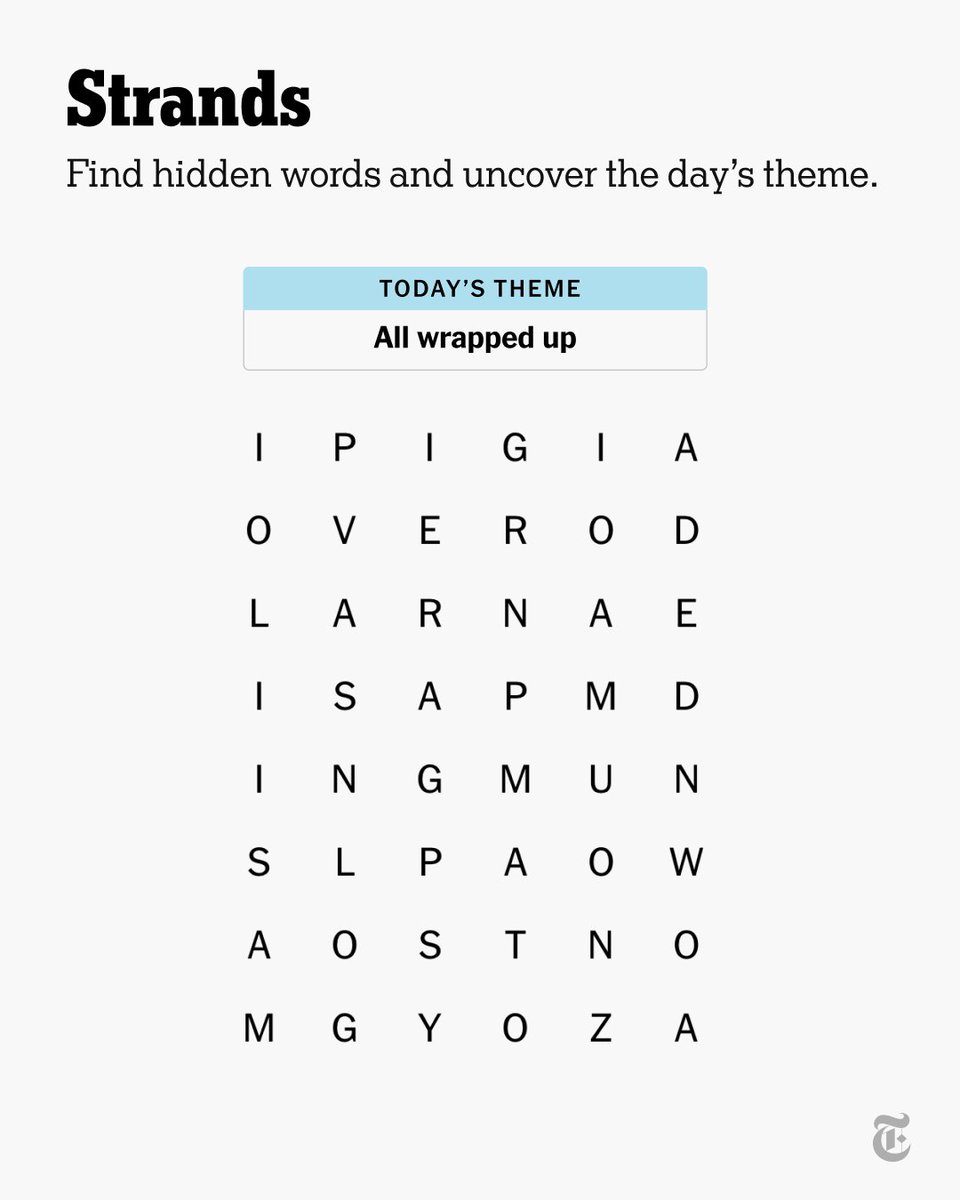 Strands
Find hidden words and uncover the day’s theme.
TODAY’S THEME
All wrapped up
I P I G I A
O V E R O D
L A R N A E
I S A P M D
I N G M U N
S L P A O W
A O S T N O
M G Y O Z A
T